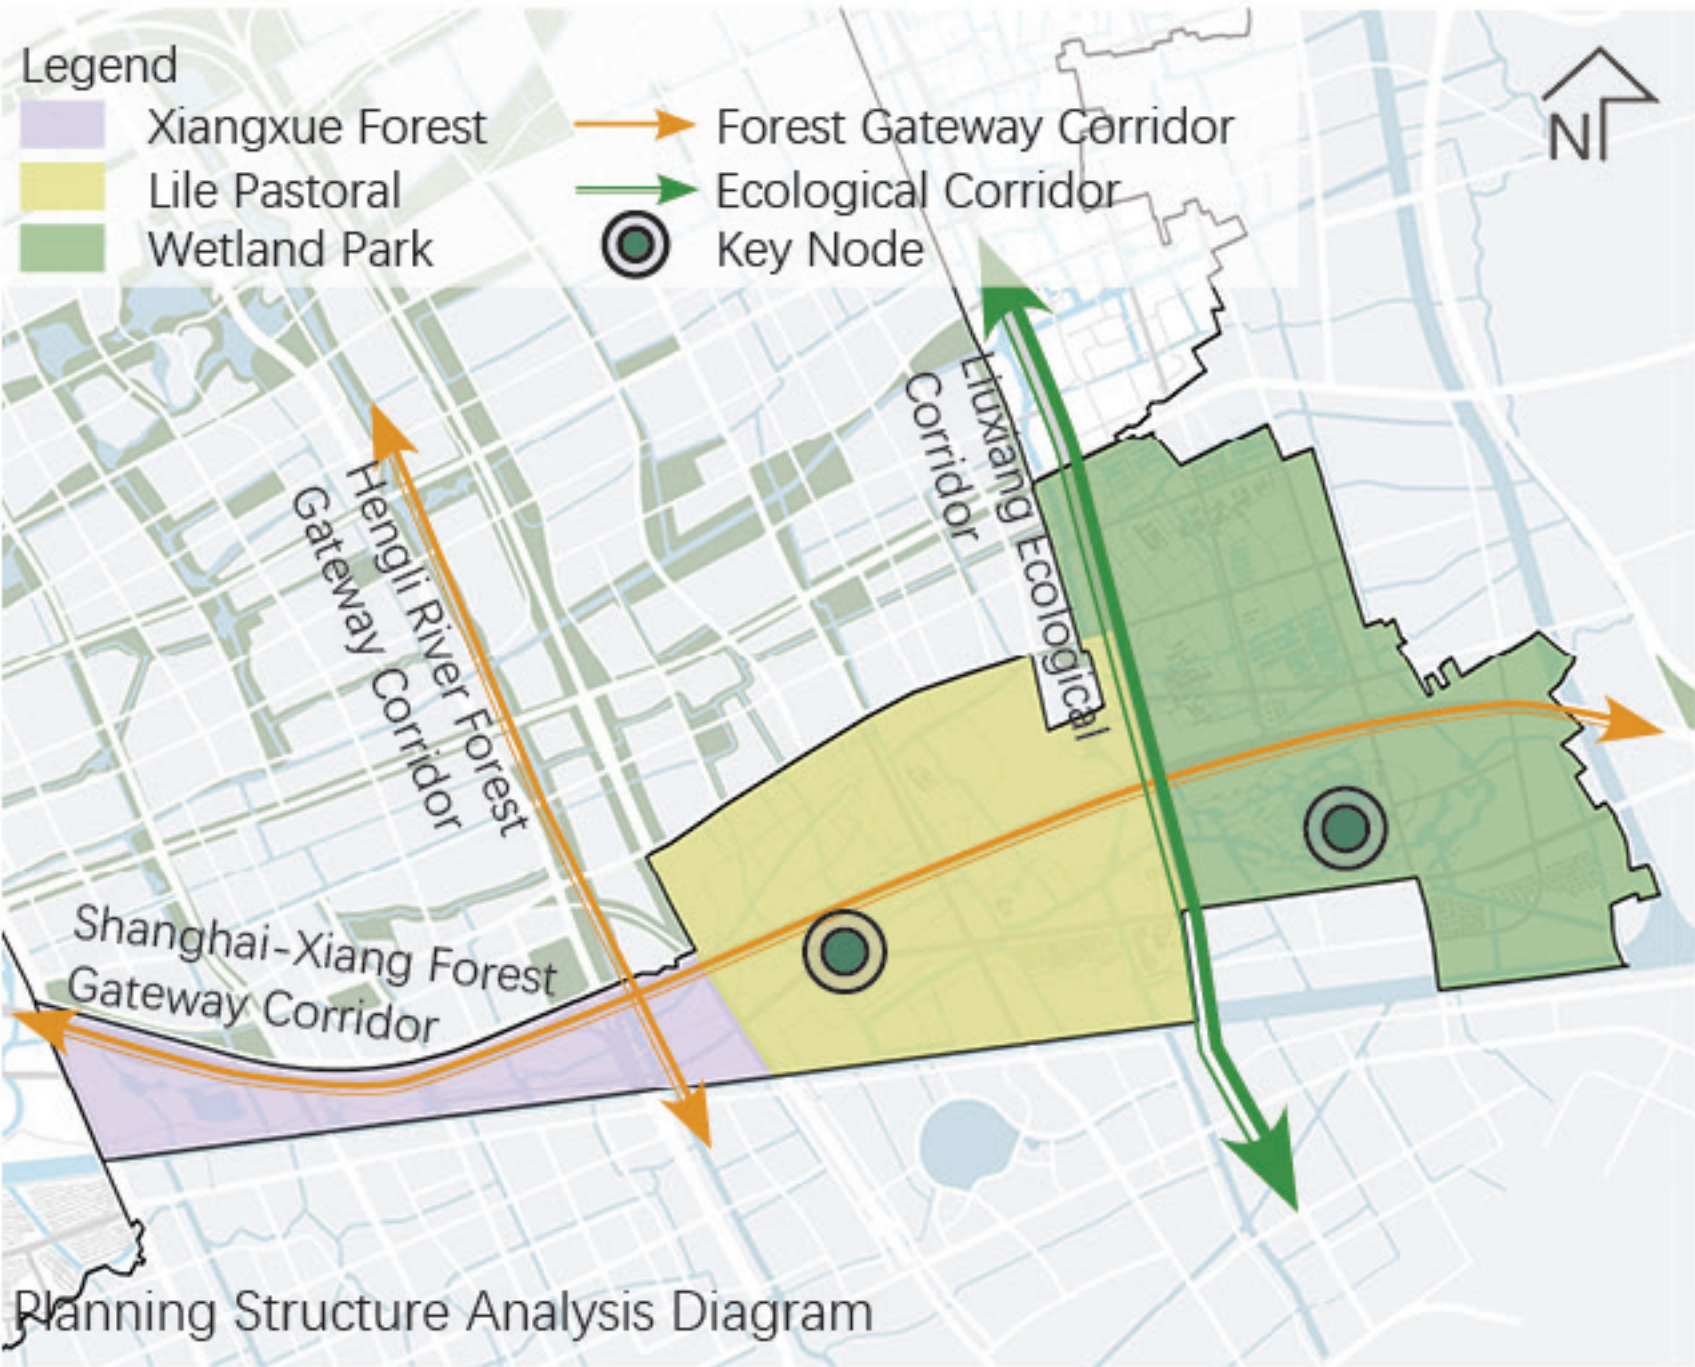 Legend
Xiangxue Forest
Forest Gateway Corridor
Lile Pastoral
Ecological Corridor
Wetland Park
Key Node
N
Liuxiang Ecological
Corridor
Hengli River Forest
Gateway Corridor
Shanghai-Xiang Forest
Gateway Corridor
Planning Structure Analysis Diagram